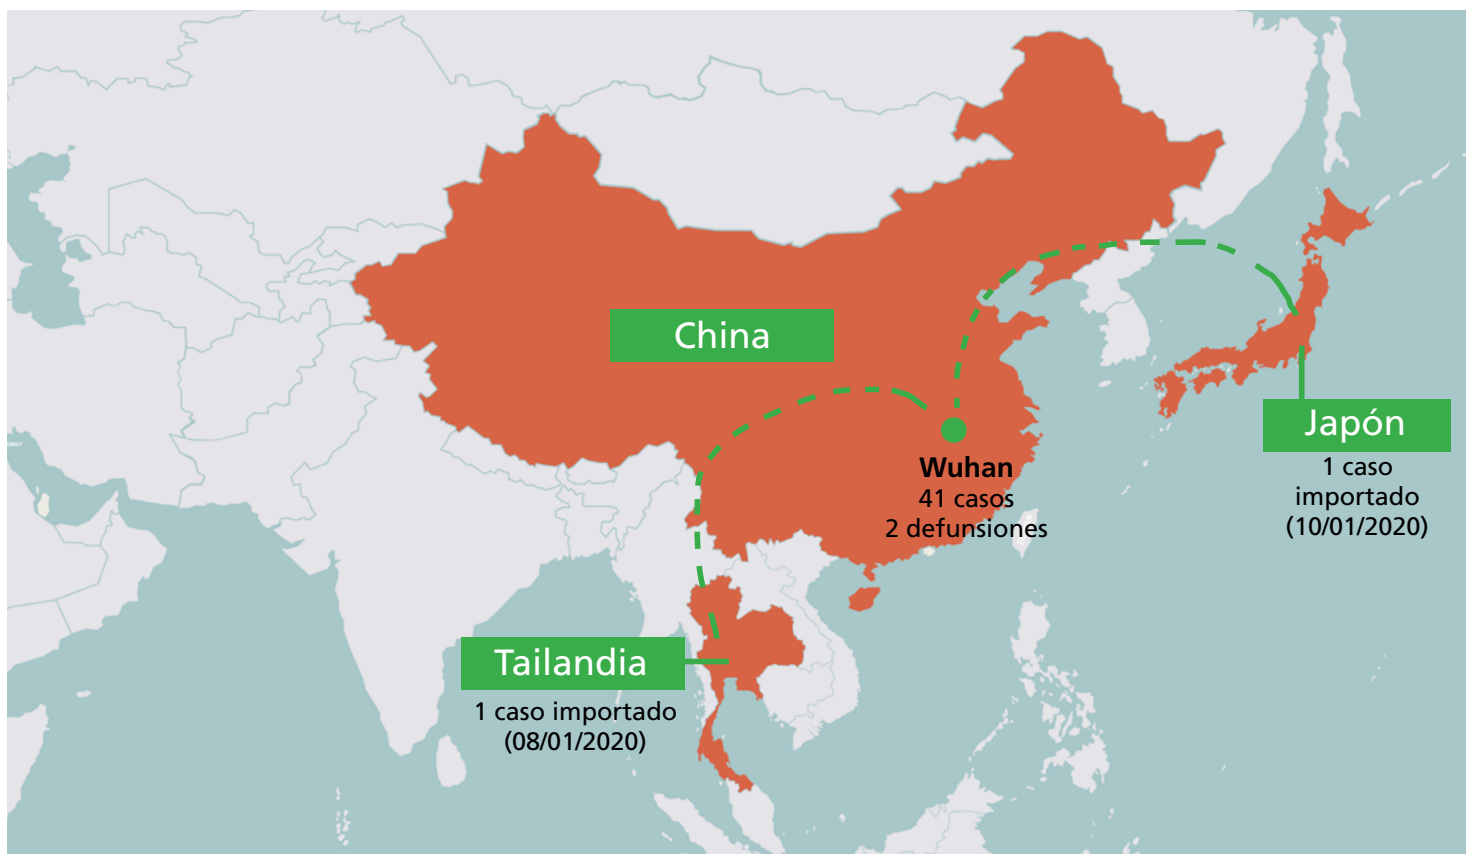 China
Wuhan
41 casos
2 defunsiones
Japón
1 caso
importado
(10/01/2020)
Tailandia
1 caso importado
(08/01/2020)